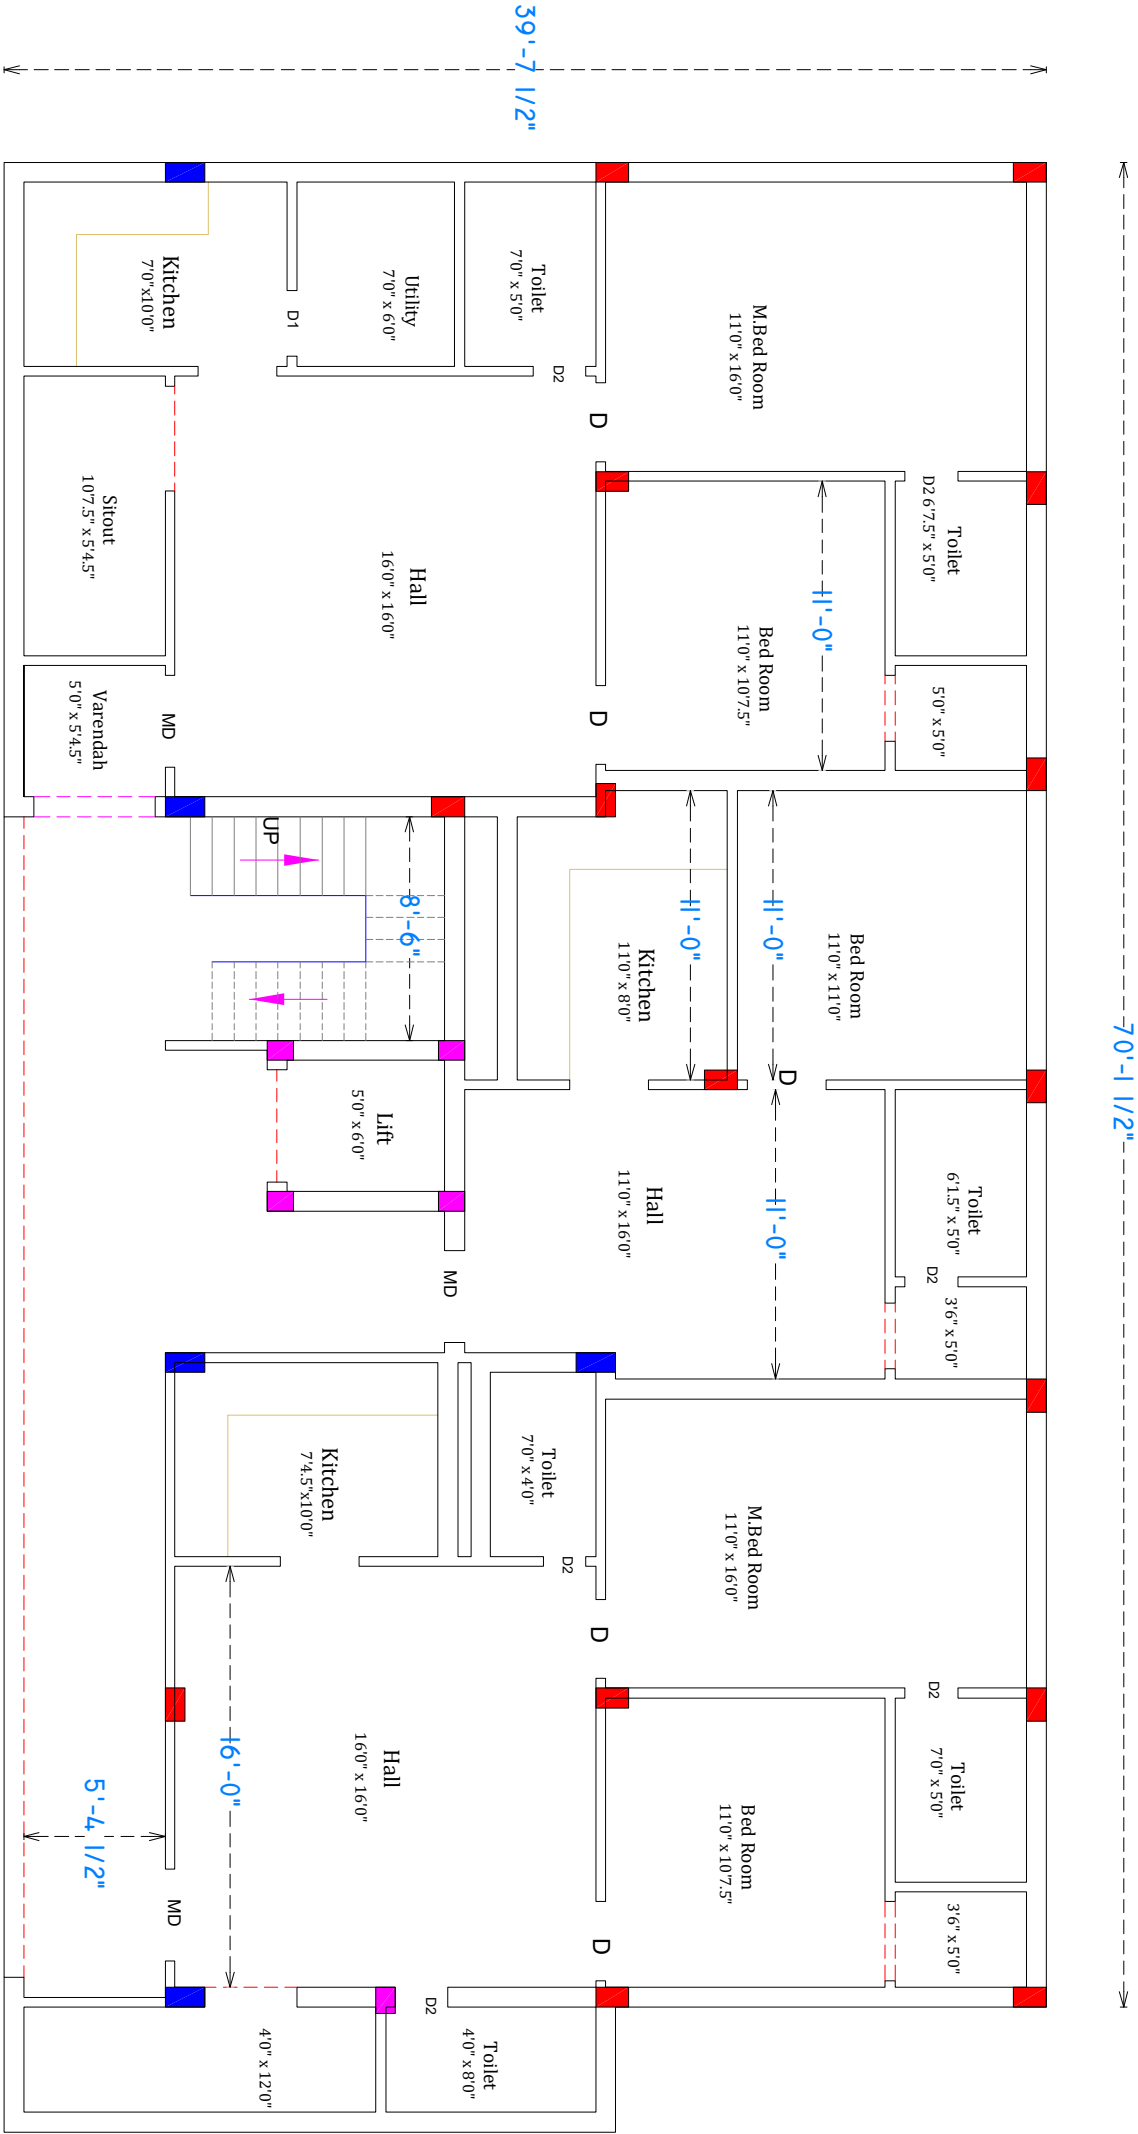 39'-7 1/2"
70'-1 1/2"
M.Bed Room
11'0" x 16'0"
Toilet
7'0" x 5'0"
Utility
7'0" x 6'0"
Kitchen
7'0"x10'0"
D1
D2
D
Toilet
D2 6'7.5" x 5'0"
11'-0"
Bed Room
11'0" x 10'7.5"
5'0" x 5'0"
Hall
16'0" x 16'0"
Sitout
10'7.5" x 5'4.5"
Varendah
5'0" x 5'4.5"
MD
D
UP
8'-6"
Bed Room
11'0" x 11'0"
11'-0"
11'-0"
Kitchen
11'0" x 8'0"
D
Lift
5'0" x 6'0"
Hall
11'0" x 16'0"
11'-0"
Toilet
6'1.5" x 5'0"
D2
3'6" x 5'0"
MD
Toilet
7'0" x 4'0"
Kitchen
7'4.5"x10'0"
D2
M.Bed Room
11'0" x 16'0"
D
D2
Toilet
7'0" x 5'0"
Bed Room
11'0" x 10'7.5"
3'6" x 5'0"
Hall
16'0" x 16'0"
16'-0"
5'-4 1/2"
MD
D
D2
Toilet
4'0" x 8'0"
4'0" x 12'0"